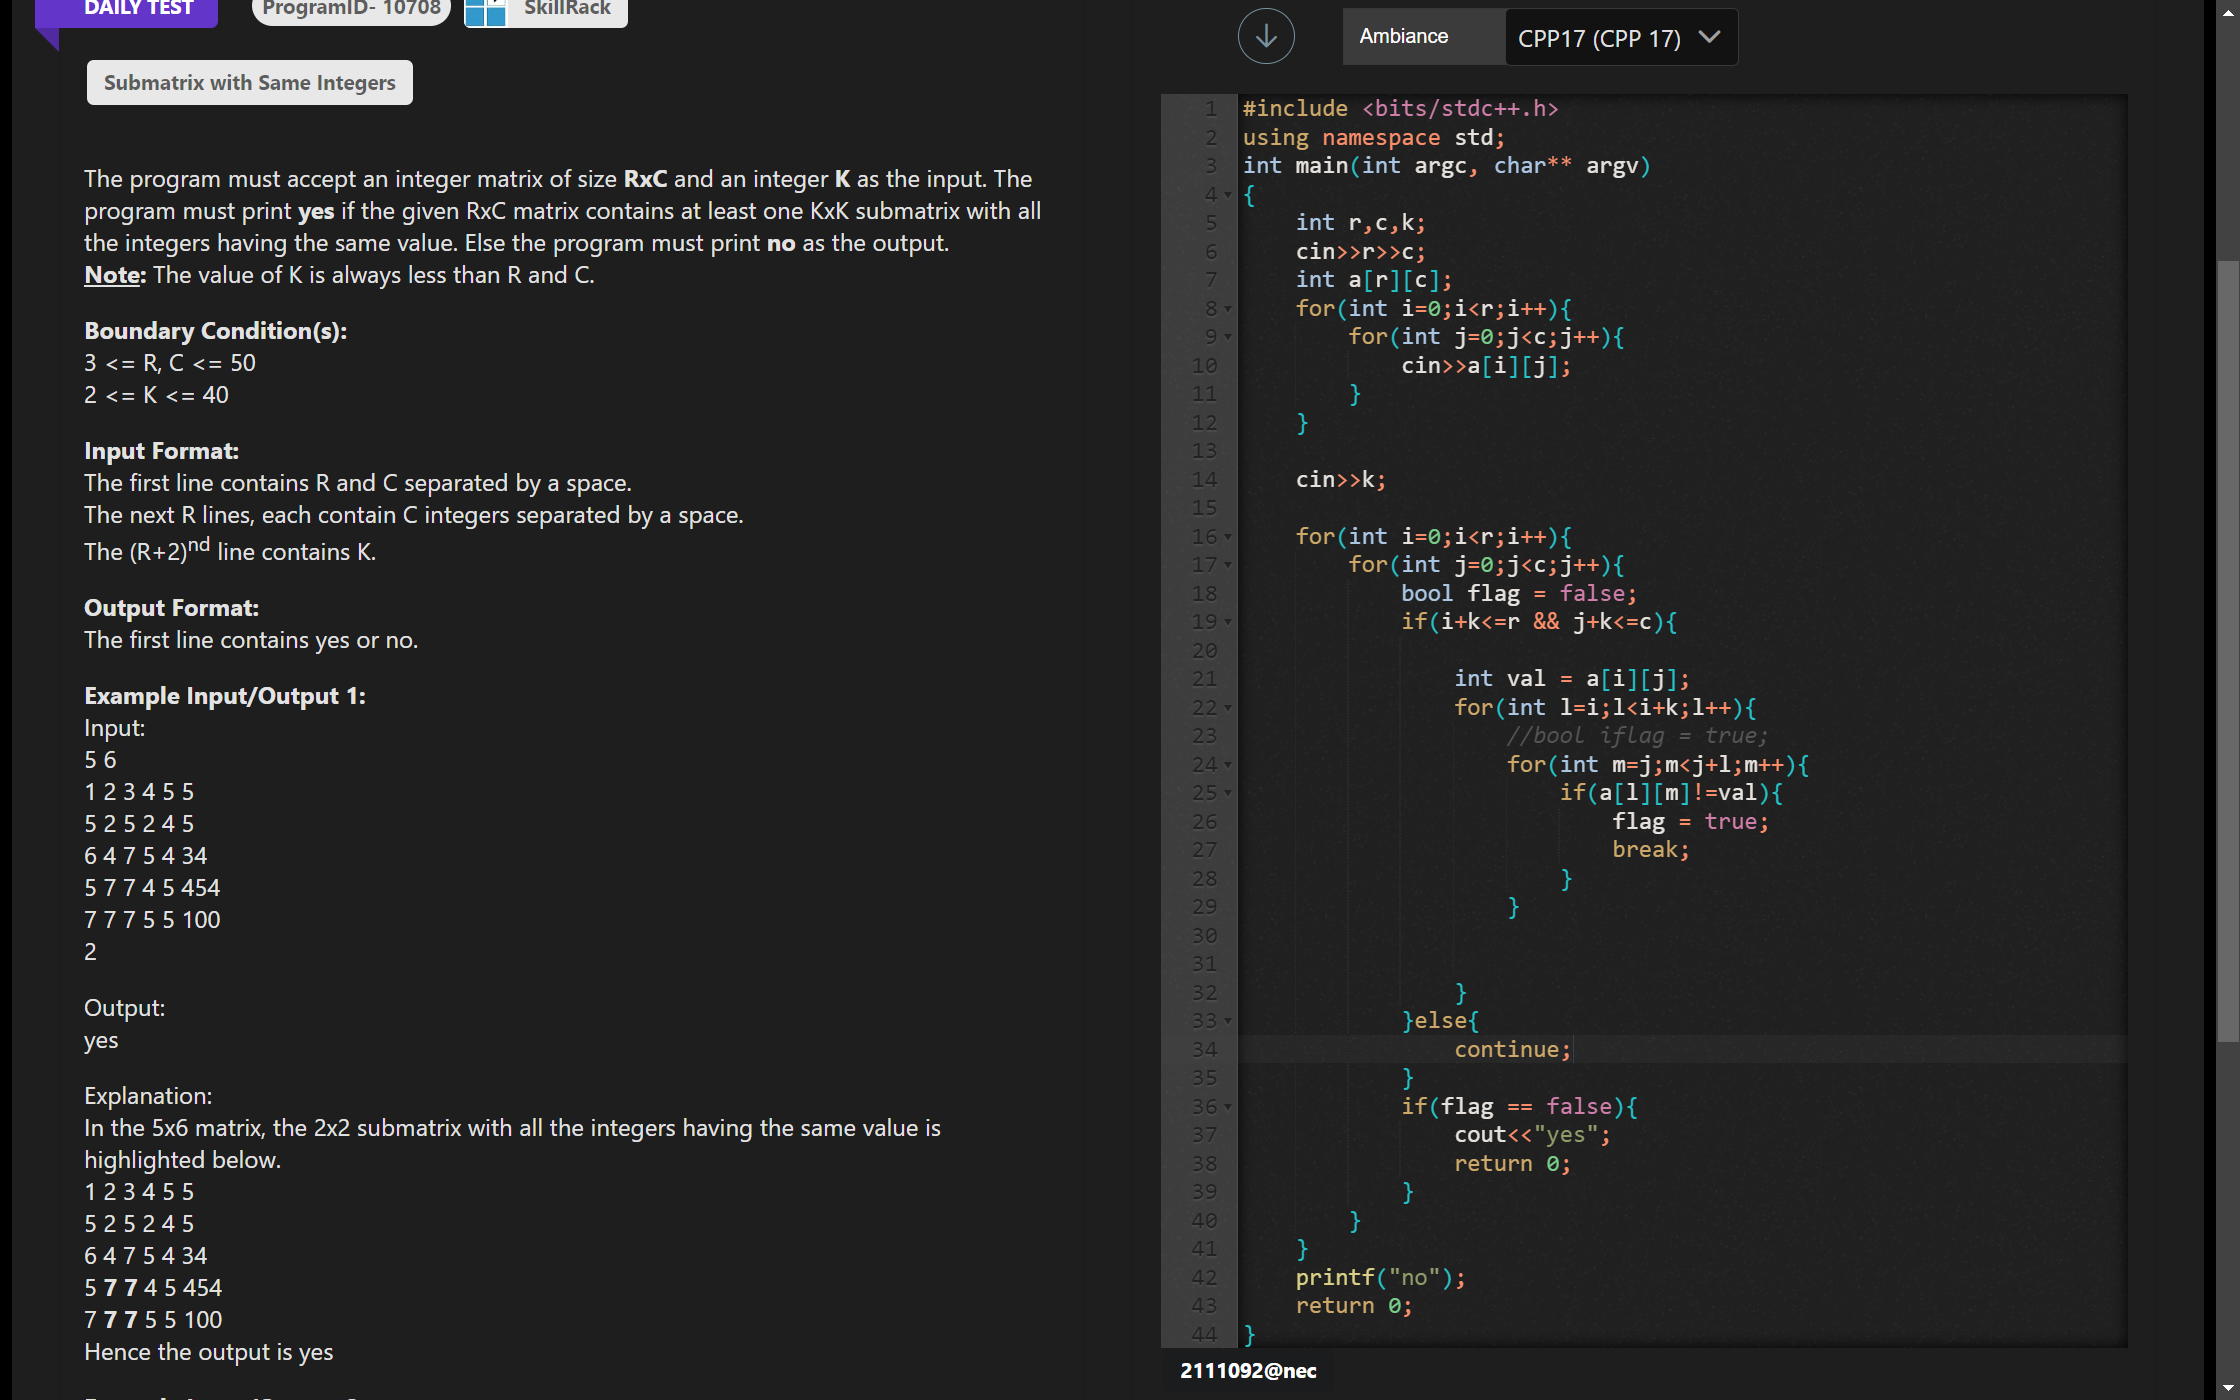 DAILY TEST
ProgramID- 10708
SkillRack
Submatrix with Same Integers
The program must accept an integer matrix of size RxC and an integer K as the input. The
program must print yes if the given RxC matrix contains at least one KxK submatrix with all
the integers having the same value. Else the program must print no as the output.
Note: The value of K is always less than R and C.
Boundary Condition(s):
3 <= R, C <= 50
2 <= K <= 40
Input Format:
The first line contains R and C separated by a space.
The next R lines, each contain C integers separated by a space.
The (R+2)nd line contains K.
Output Format:
The first line contains yes or no.
Example Input/Output 1:
Input:
5 6
1 2 3 4 5 5
5 2 5 2 4 5
6 4 7 5 4 34
5 7 7 4 5 454
7 7 7 5 5 100
2
Output:
yes
Explanation:
In the 5x6 matrix, the 2x2 submatrix with all the integers having the same value is
highlighted below.
1 2 3 4 5 5
5 2 5 2 4 5
6 4 7 5 4 34
5 7 7 4 5 454
7 7 7 5 5 100
Hence the output is yes
Ambiance
CPP17 (CPP 17)
1 #include <bits/stdc++.h>
2 using namespace std;
3 int main(int argc, char** argv)
4 {
5 int r,c,k;
6 cin>>r>>c;
7 int a[r][c];
8 for(int i=0;i<r;i++){
9 for(int j=0;j<c;j++){
10 cin>>a[i][j];
11 }
12 }
13
14 cin>>k;
15
16 for(int i=0;i<r;i++){
17 for(int j=0;j<c;j++){
18 bool flag = false;
19 if(i+k<=r && j+k<=c){
20
21 int val = a[i][j];
22 for(int l=i;l<i+k;l++){
23 //bool iflag = true;
24 for(int m=j;m<j+l;m++){
25 if(a[l][m]!=val){
26 flag = true;
27 break;
28 }
29 }
30
31
32 }
33 }else{
34 continue;
35 }
36 if(flag == false){
37 cout<<"yes";
38 return 0;
39 }
40 }
41 }
42 printf("no");
43 return 0;
44 }
2111092@nec